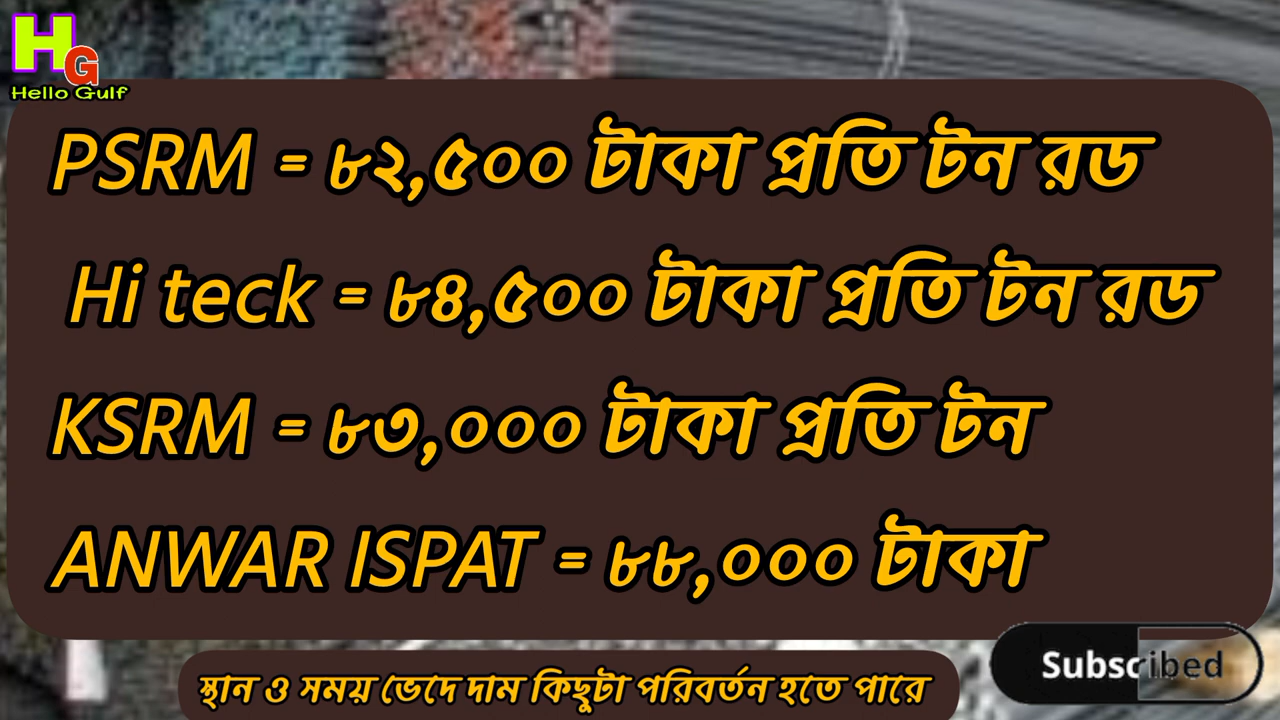 HG
Hello Gulf
PSRM = ৮২,৫০০ টাকা প্রতি টন রড
Hi teck = ৮৪,৫০০ টাকা প্রতি টন রড
KSRM = ৮৩,০০০ টাকা প্রতি টন
ANWAR ISPAT = ৮৮,০০০ টাকা
Subscribed
স্থান ও সময় ভেদে দাম কিছুটা পরিবর্তন হতে পারে